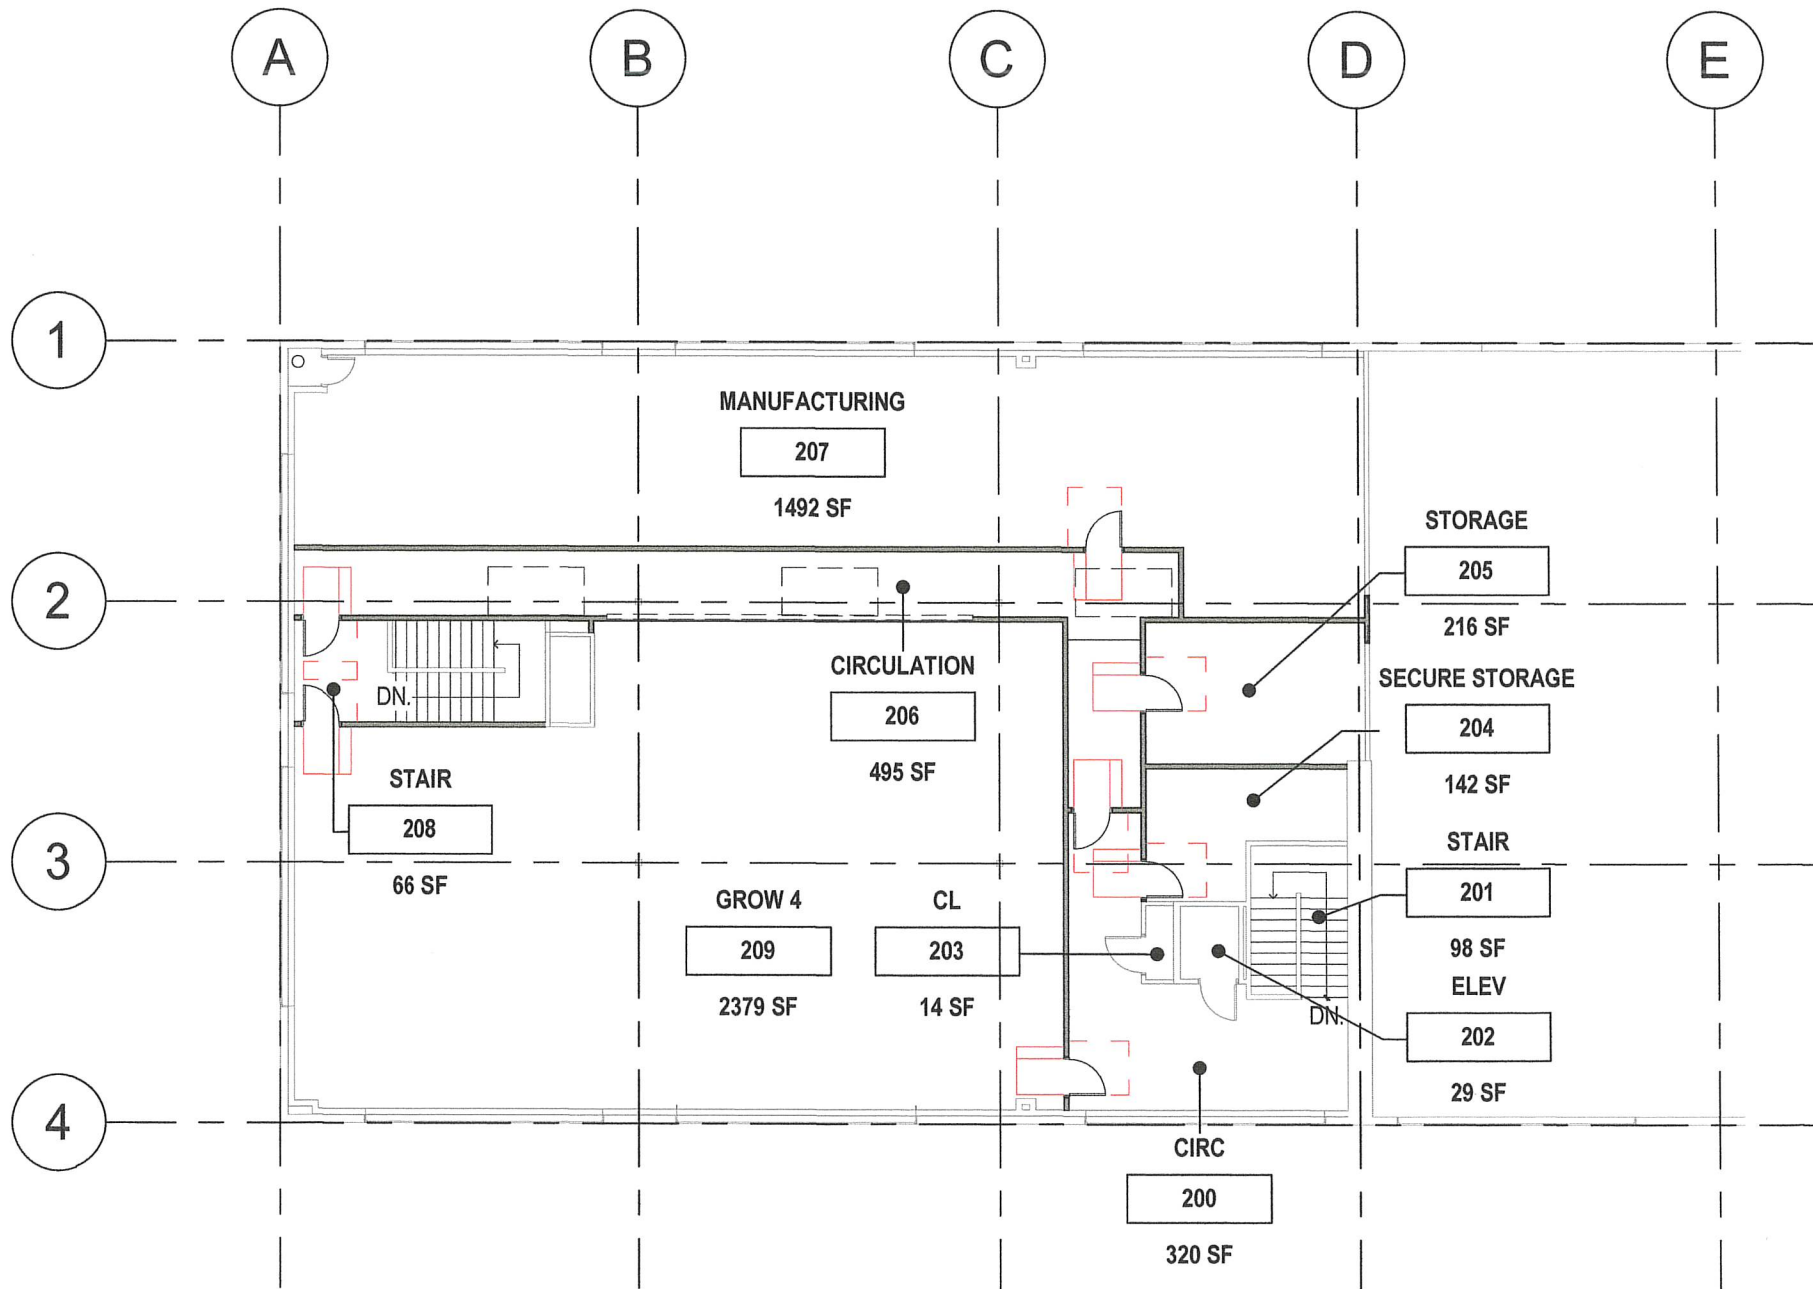 A
B
C
D
E
1
MANUFACTURING
207
1492 SF
STORAGE
205
216 SF
2
CIRCULATION
206
495 SF
SECURE STORAGE
204
142 SF
DN.
STAIR
208
66 SF
STAIR
201
98 SF
3
GROW 4
209
2379 SF
CL
203
14 SF
ELEV
202
29 SF
DN.
4
CIRC
200
320 SF